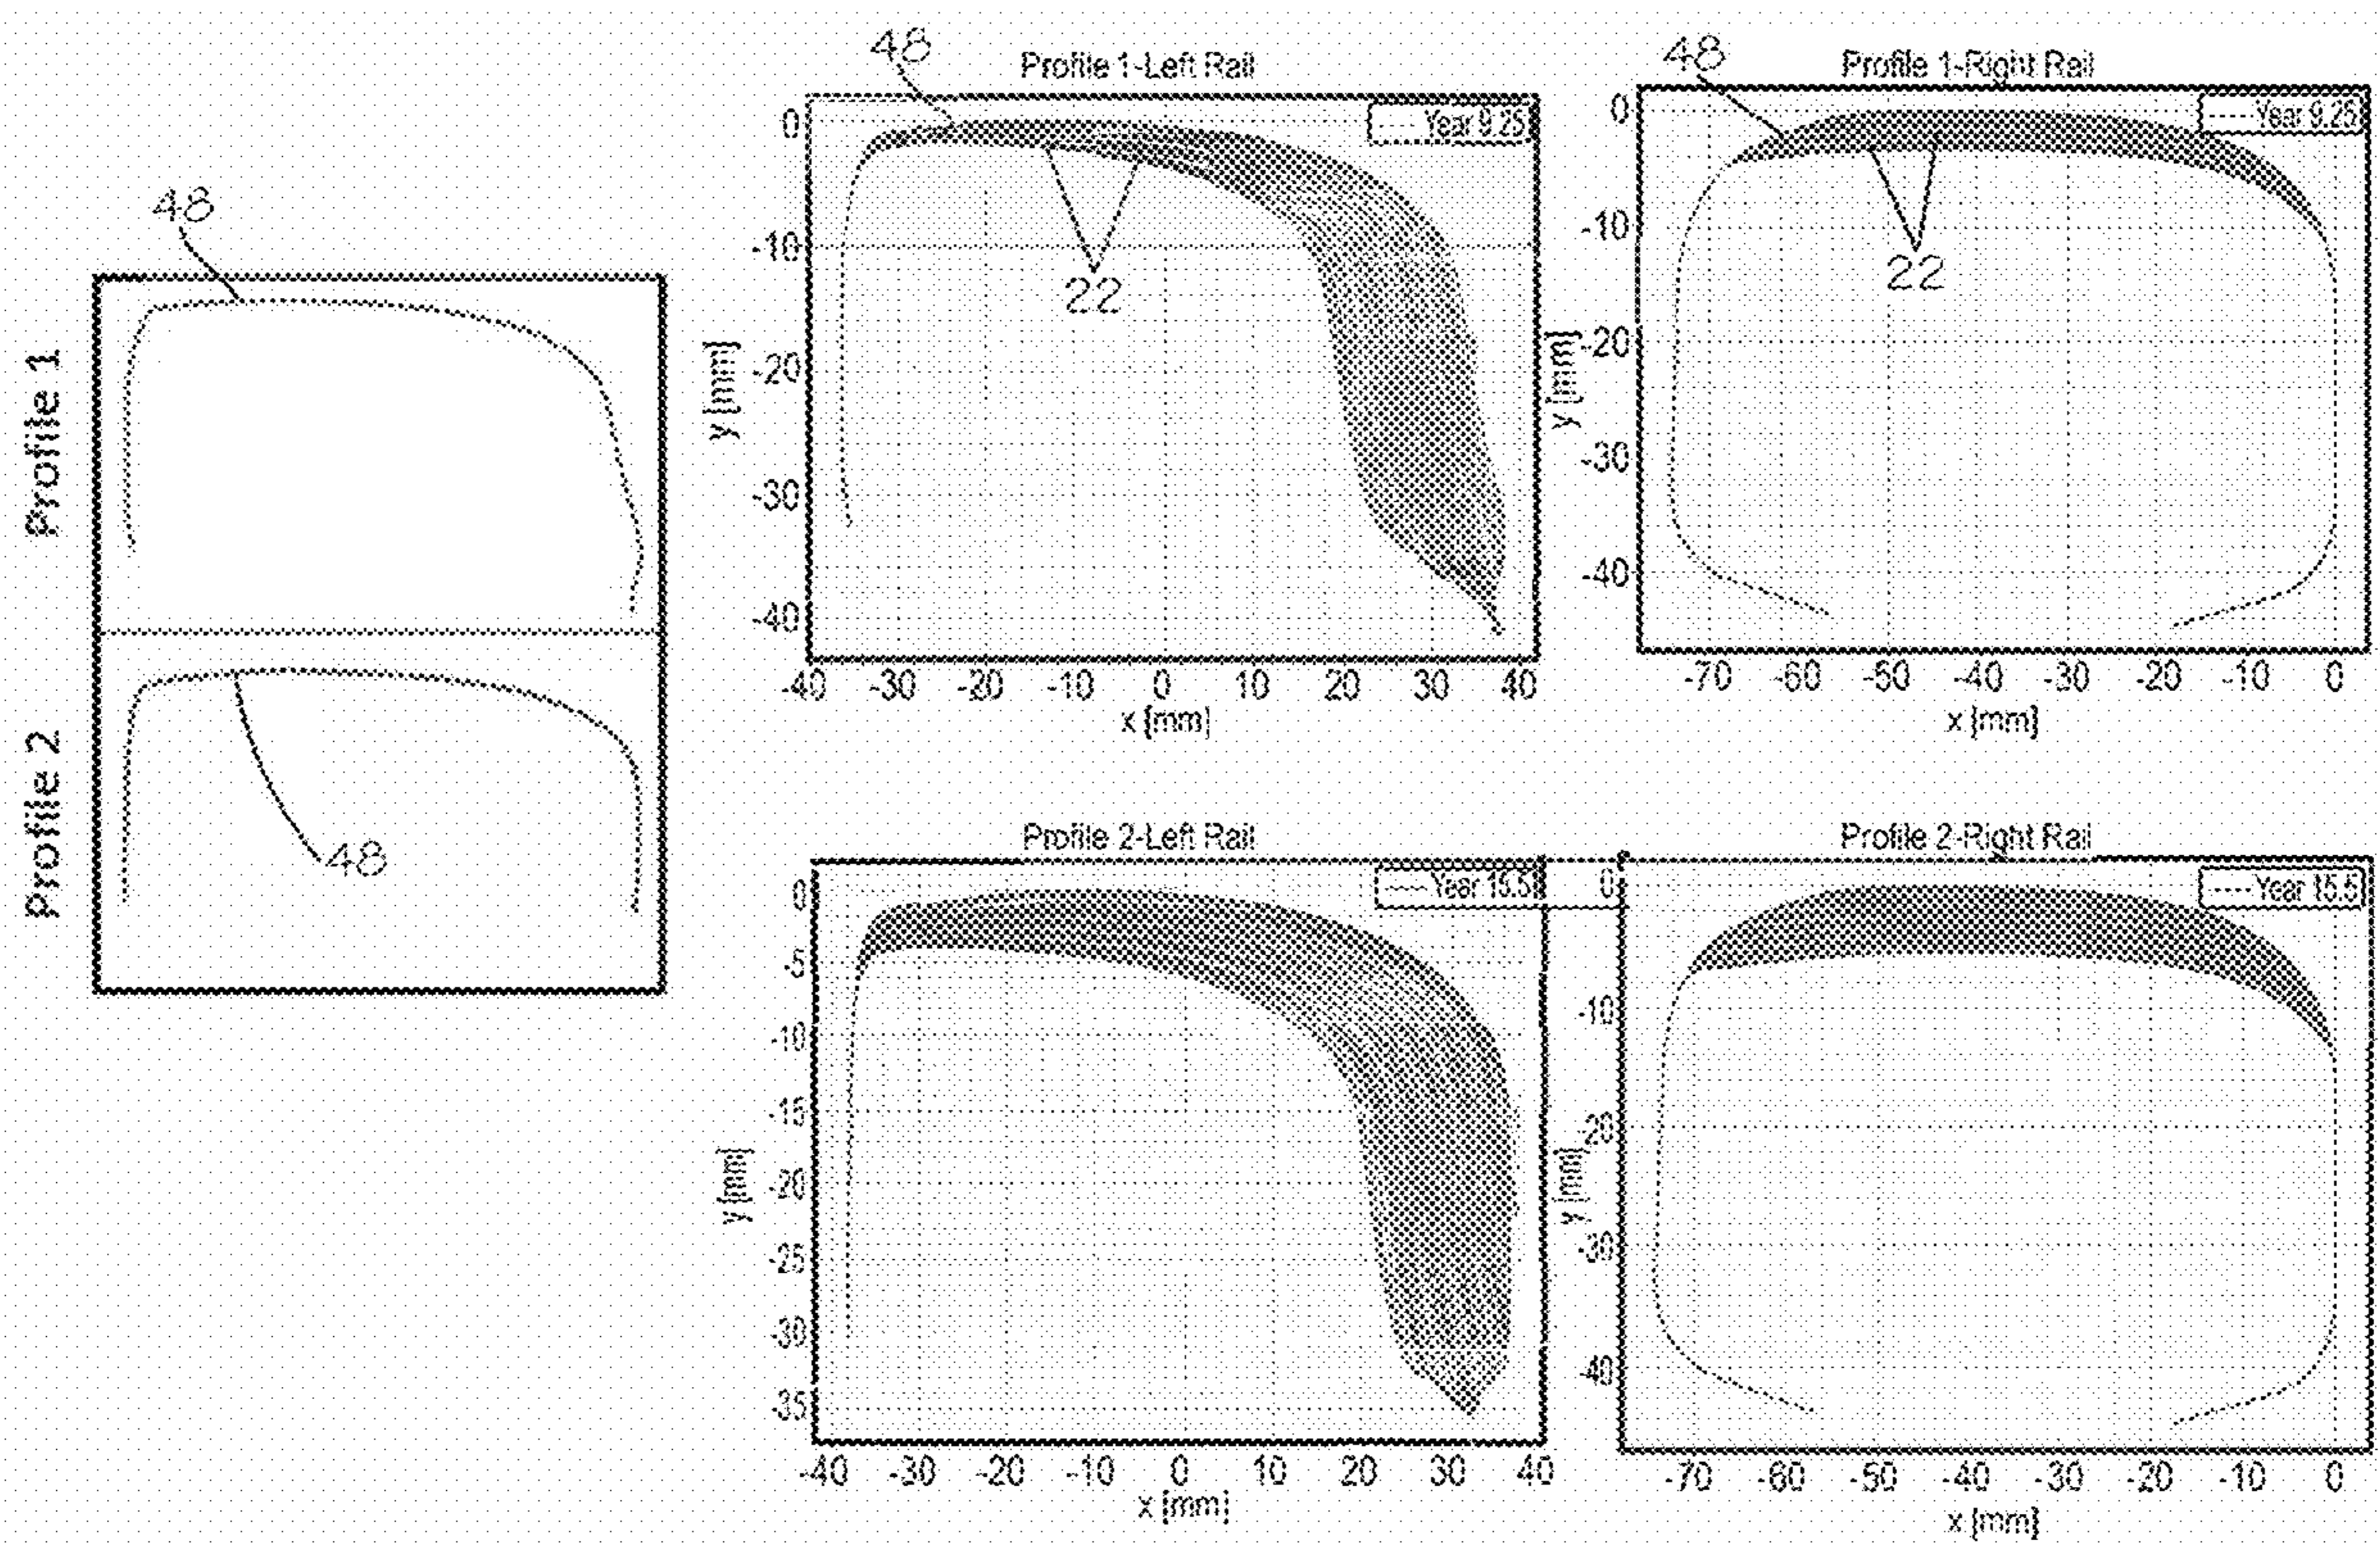 Profile 1
48
Profile 2
48
48
Profile 1-Left Rail
Year 9.25
22
0
-10
-20
-30
-40
y [mm]
-40 -30 -20 -10 0 10 20 30 40
x [mm]
48
Profile 1-Right Rail
Year 9.25
22
0
-10
-20
-30
-40
y [mm]
-70 -60 -50 -40 -30 -20 -10 0
x [mm]
Profile 2-Left Rail
Year 15.5
0
-5
-10
-15
-20
-25
-30
-35
y [mm]
-40 -30 -20 -10 0 10 20 30 40
x [mm]
Profile 2-Right Rail
Year 15.5
0
-10
-20
-30
-40
y [mm]
-70 -60 -50 -40 -30 -20 -10 0
x [mm]